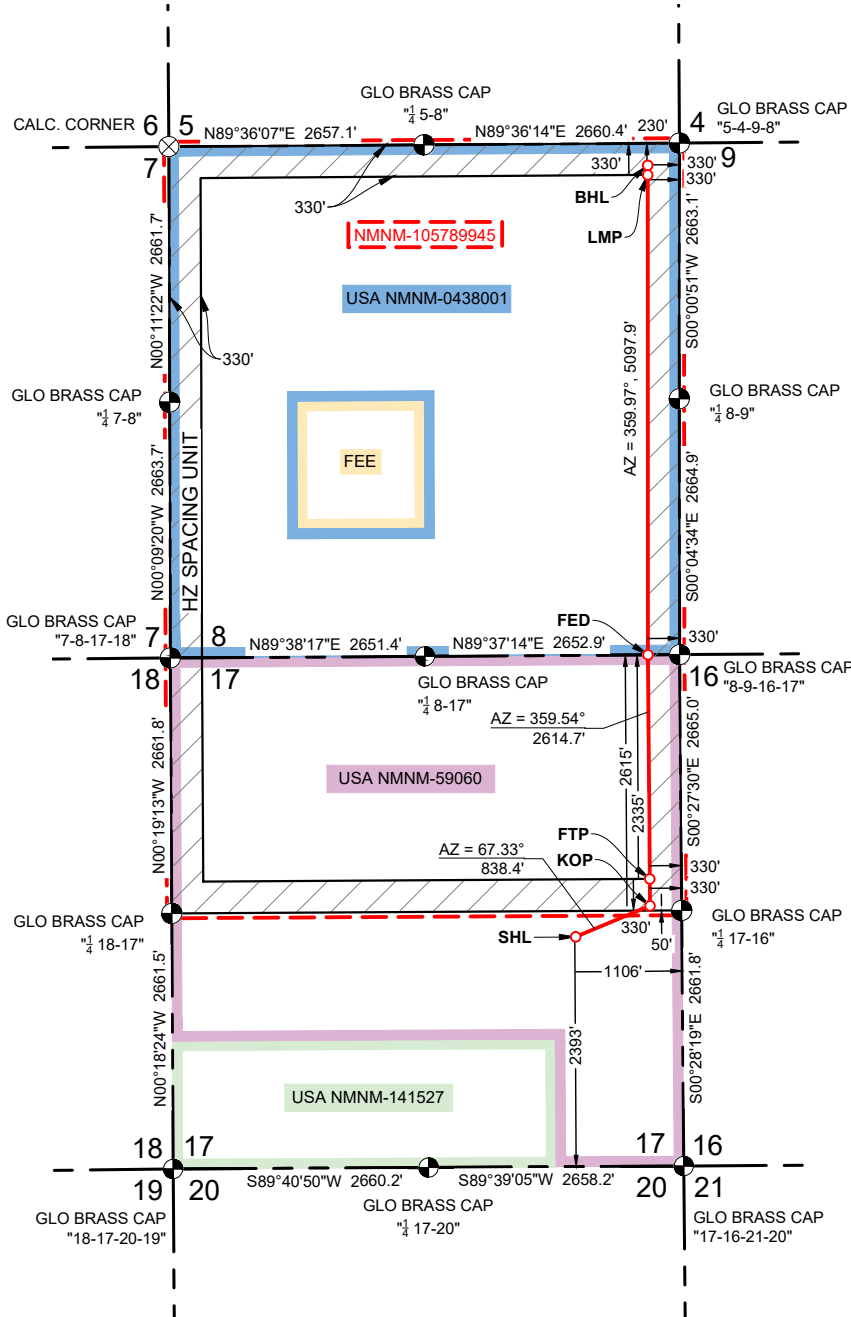 GLO BRASS CAP
"1/4 5-8"
CALC. CORNER
6 5
N89°36'07"E 2657.1'
N89°36'14"E 2660.4'
230'
4
GLO BRASS CAP
"5-4-9-8"
7
9
330'
330'
330'
330'
BHL
LMP
NMNM-105789945
USA NMNM-0438001
N00°11'22"W 2661.7'
S00°00'51"W 2663.1'
330'
AZ = 359.97°, 5097.9'
GLO BRASS CAP
"1/4 7-8"
GLO BRASS CAP
"1/4 8-9"
FEE
HZ SPACING UNIT
N00°09'20"W 2663.7'
S00°04'34"E 2664.9'
GLO BRASS CAP
"7-8-17-18"
7 8
N89°38'17"E 2651.4'
N89°37'14"E 2652.9'
FED
330'
18 17
16
GLO BRASS CAP
"8-9-16-17"
GLO BRASS CAP
"1/4 8-17"
AZ = 359.54°
2614.7'
N00°19'13"W 2661.8'
2615'
2335'
S00°27'30"E 2665.0'
USA NMNM-59060
FTP
KOP
AZ = 67.33°
838.4'
330'
330'
GLO BRASS CAP
"1/4 18-17"
GLO BRASS CAP
"1/4 17-16"
330'
50'
SHL
1106'
N00°18'24"W 2661.5'
2393'
S00°28'19"E 2661.8'
USA NMNM-141527
18 17
17 16
19 20
S89°40'50"W 2660.2'
S89°39'05"W 2658.2'
20 21
GLO BRASS CAP
"18-17-20-19"
GLO BRASS CAP
"1/4 17-20"
GLO BRASS CAP
"17-16-21-20"